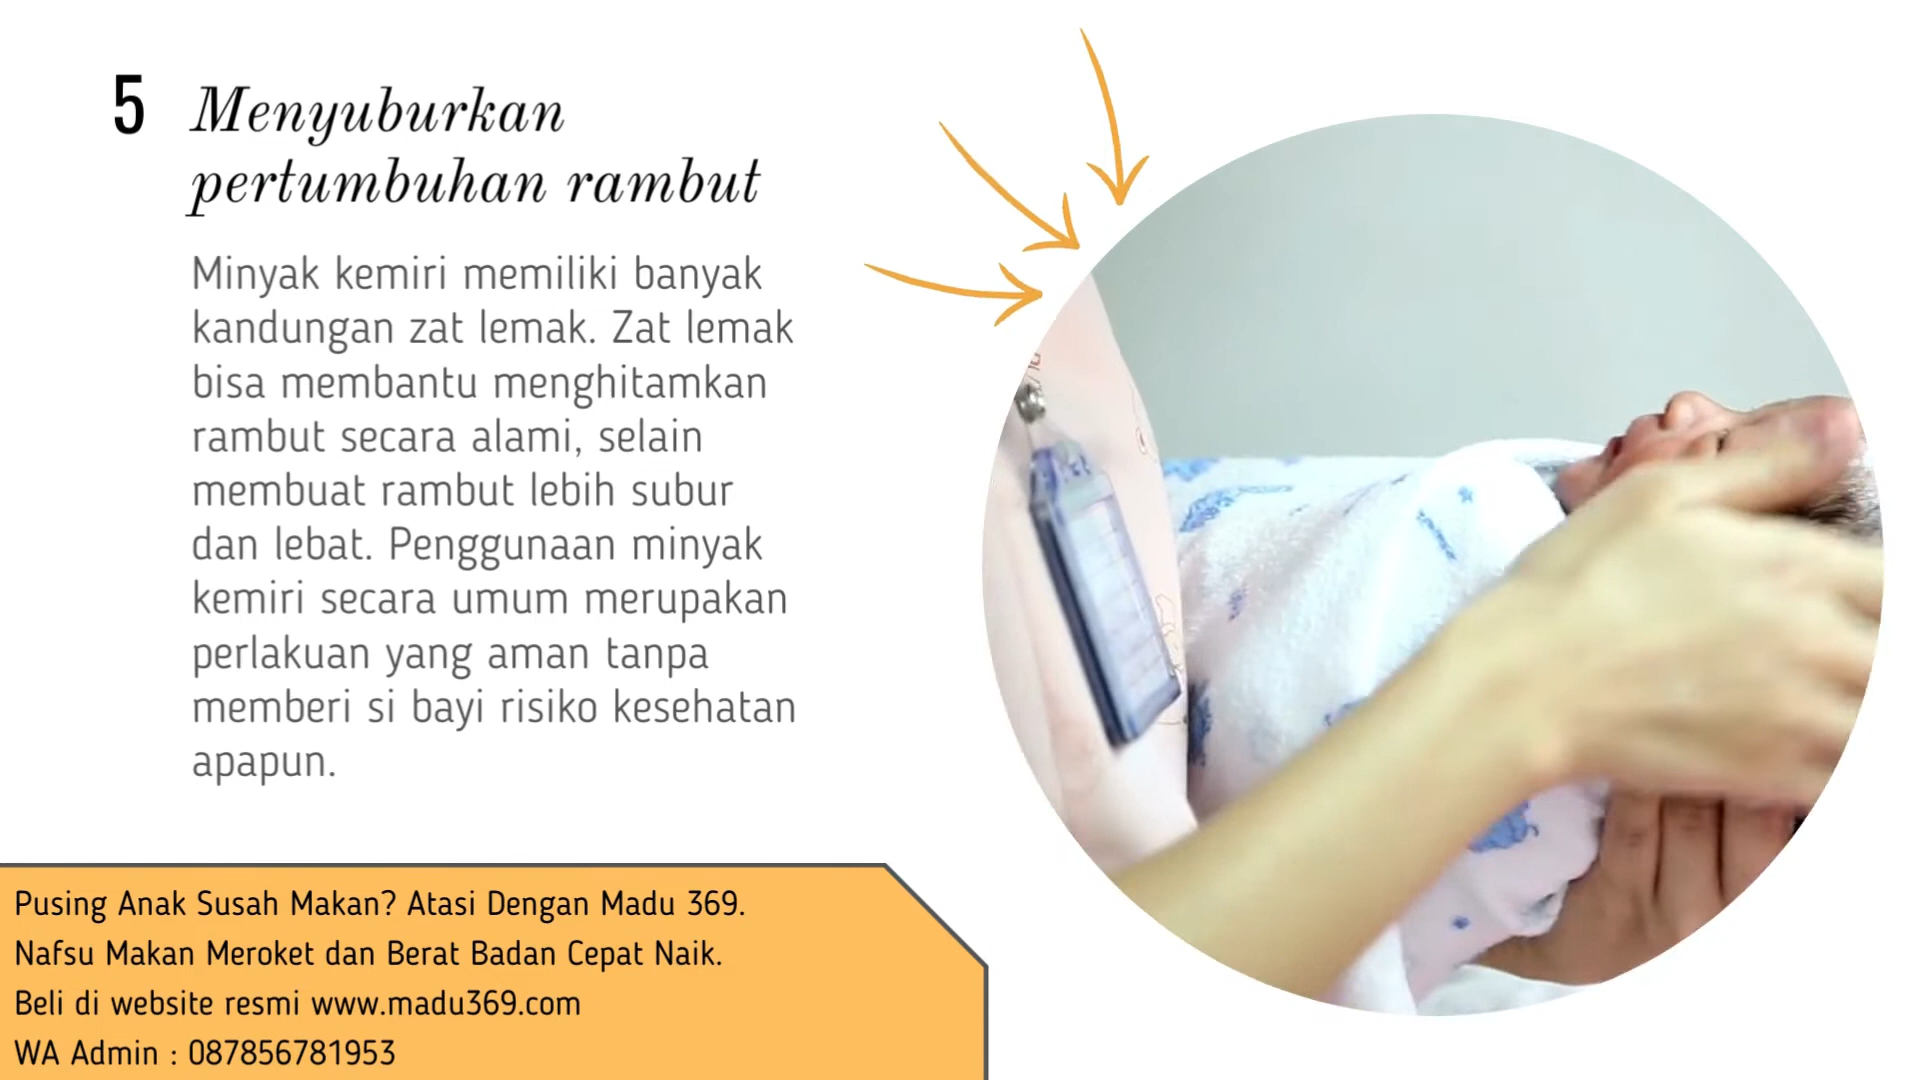 5 Menyuburkan
pertumbuhan rambut
Minyak kemiri memiliki banyak
kandungan zat lemak. Zat lemak
bisa membantu menghitamkan
rambut secara alami, selain
membuat rambut lebih subur
dan lebat. Penggunaan minyak
kemiri secara umum merupakan
perlakuan yang aman tanpa
memberi si bayi risiko kesehatan
apapun.
Pusing Anak Susah Makan? Atasi Dengan Madu 369.
Nafsu Makan Meroket dan Berat Badan Cepat Naik.
Beli di website resmi www.madu369.com
WA Admin : 087856781953